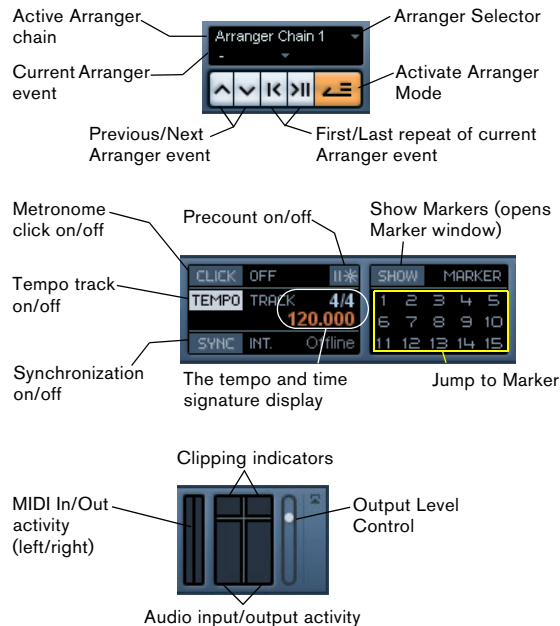 Active Arranger
chain
Arranger Selector
Arranger Chain 1
-
Current Arranger
event
Activate Arranger
Mode
Previous/Next
Arranger event
First/Last repeat of current
Arranger event
Metronome
click on/off
Precount on/off
Show Markers (opens
Marker window)
CLICK OFF
SHOW MARKER
Tempo track
on/off
TEMPO TRACK 4/4
120.000
1 2 3 4 5
6 7 8 9 10
11 12 13 14 15
SYNC INT. Offline
Synchronization
on/off
The tempo and time
signature display
Jump to Marker
Clipping indicators
MIDI In/Out
activity
(left/right)
Output Level
Control
Audio input/output activity